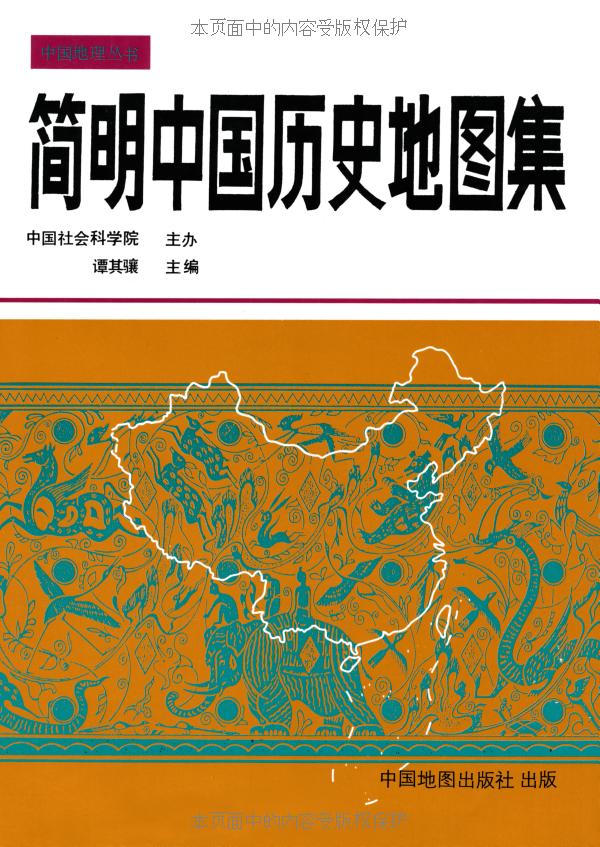 本页面中的内容受版权保护
中国地理丛书
简明中国历史地图集
中国社会科学院 主办
谭其骧 主编
中国地图出版社 出版
本页面中的内容受版权保护